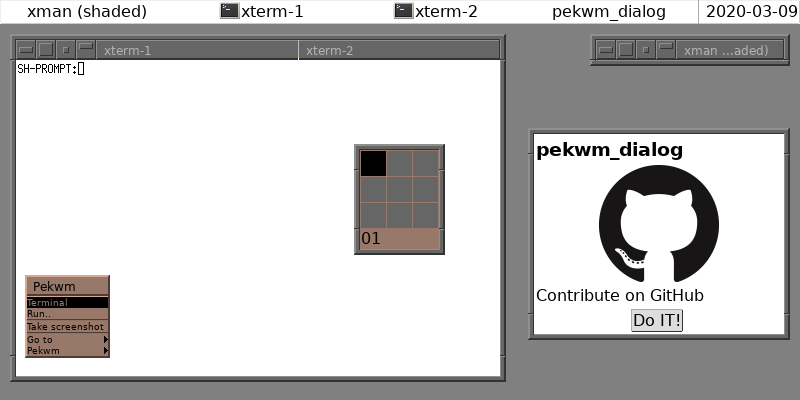 xman (shaded) xterm-1 xterm-2 pekwm_dialog 2020-03-09
xterm-1 xterm-2
xman ...aded)
SH-PROMPT:
pekwm_dialog
01
Pekwm
Terminal
Run..
Take screenshot
Go to
Pekwm
Contribute on GitHub
Do IT!